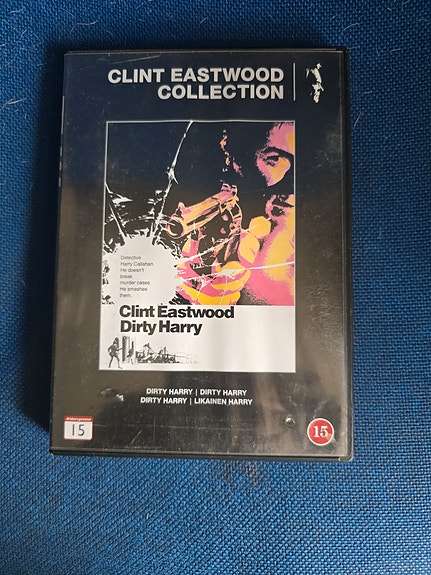 CLINT EASTWOOD
COLLECTION
Detective
Harry Callahan.
He doesn't
break
murder cases.
He smashes
them.
Clint Eastwood
Dirty Harry
DIRTY HARRY | DIRTY HARRY
DIRTY HARRY | LIKAINEN HARRY
15
15